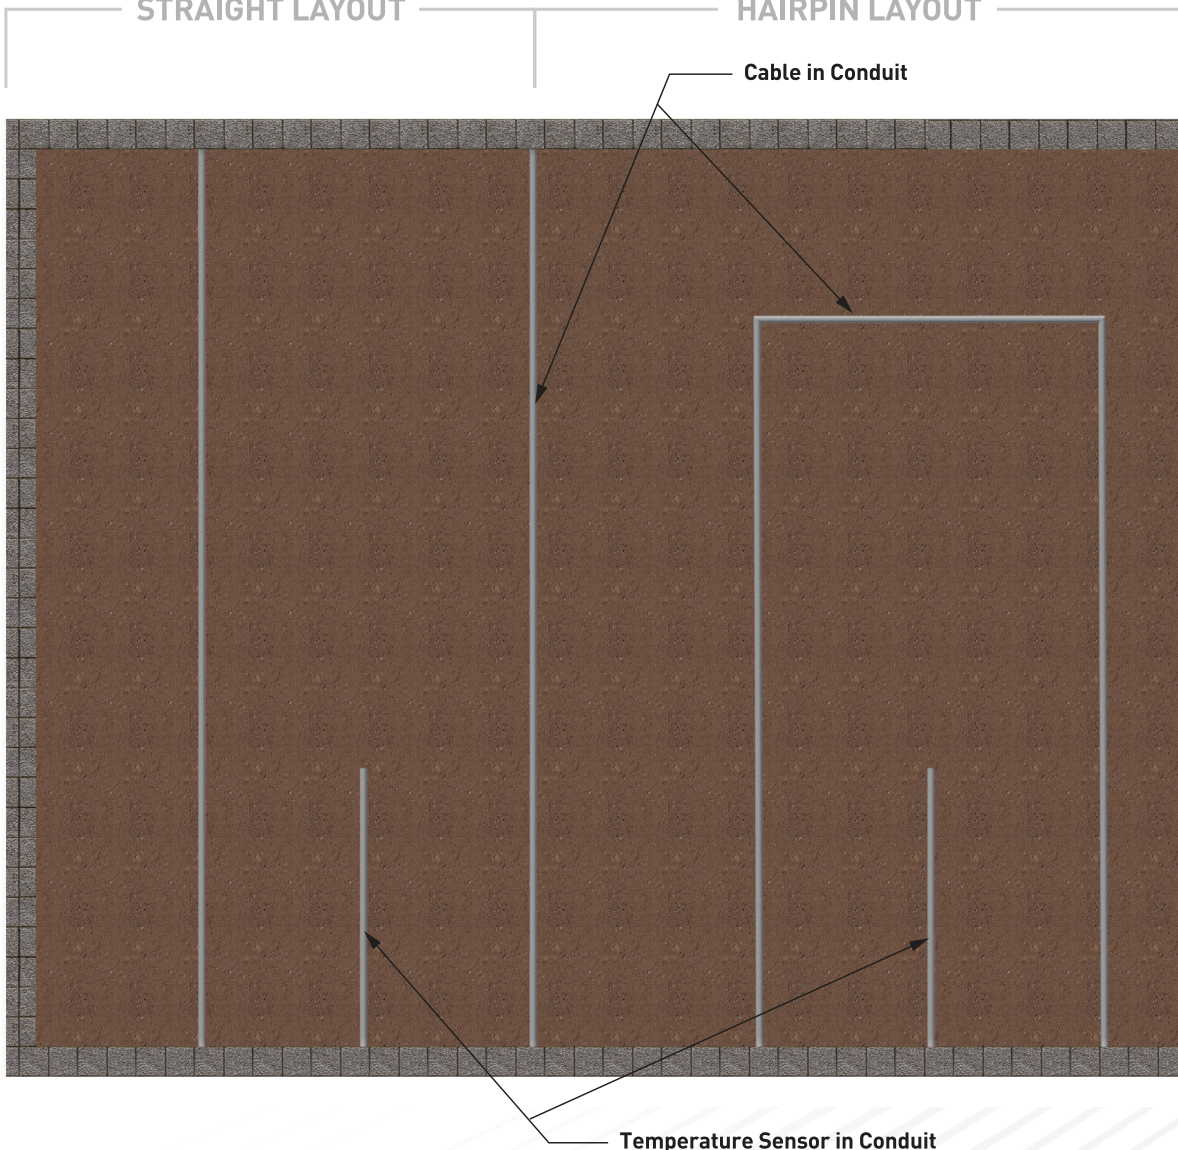 STRAIGHT LAYOUT
HAIRPIN LAYOUT
Cable in Conduit
Temperature Sensor in Conduit